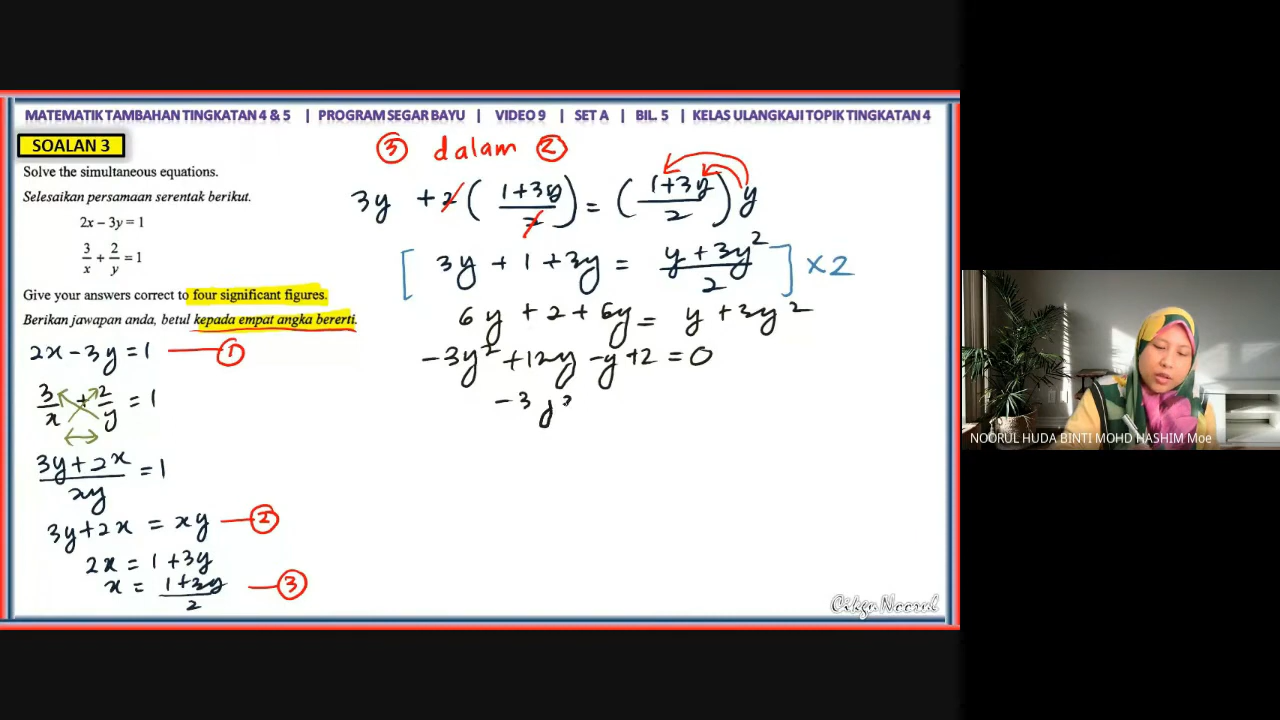 MATEMATIK TAMBAHAN TINGKATAN 4 & 5 | PROGRAM SEGAR BAYU | VIDEO 9 | SET A | BIL. 5 | KELAS ULANGKAJI TOPIK TINGKATAN 4
SOALAN 3
Solve the simultaneous equations.
Selesaikan persamaan serentak berikut.
2x – 3y = 1
3/x + 2/y = 1
Give your answers correct to four significant figures.
Berikan jawapan anda, betul kepada empat angka bererti.
2x - 3y = 1 — ①
3/x + 2/y = 1
(3y + 2x)/xy = 1
3y + 2x = xy — ②
2x = 1 + 3y
x = (1 + 3y)/2 — ③
③ dalam ②
3y + 2((1 + 3y)/2) = ((1 + 3y)/2) y
[3y + 1 + 3y = (y + 3y²)/2] × 2
6y + 2 + 6y = y + 3y²
-3y² + 12y - y + 2 = 0
-3y²
Cikgu Noorul
NOORUL HUDA BINTI MOHD HASHIM Moe